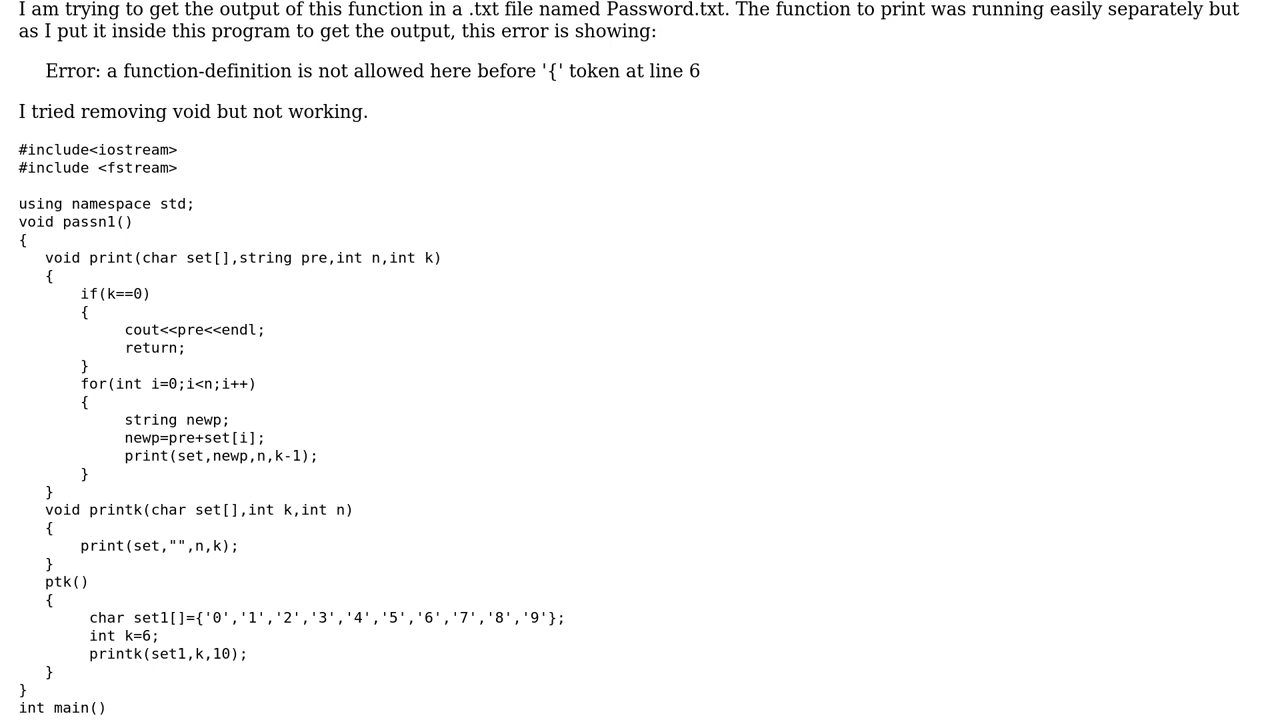 I am trying to get the output of this function in a .txt file named Password.txt. The function to print was running easily separately but
as I put it inside this program to get the output, this error is showing:
Error: a function-definition is not allowed here before '{' token at line 6
I tried removing void but not working.
#include<iostream>
#include <fstream>
using namespace std;
void passn1()
{
   void print(char set[],string pre,int n,int k)
   {
       if(k==0)
       {
            cout<<pre<<endl;
            return;
       }
       for(int i=0;i<n;i++)
       {
            string newp;
            newp=pre+set[i];
            print(set,newp,n,k-1);
       }
   }
   void printk(char set[],int k,int n)
   {
       print(set,"",n,k);
   }
   ptk()
   {
        char set1[]={'0','1','2','3','4','5','6','7','8','9'};
        int k=6;
        printk(set1,k,10);
   }
}
int main()